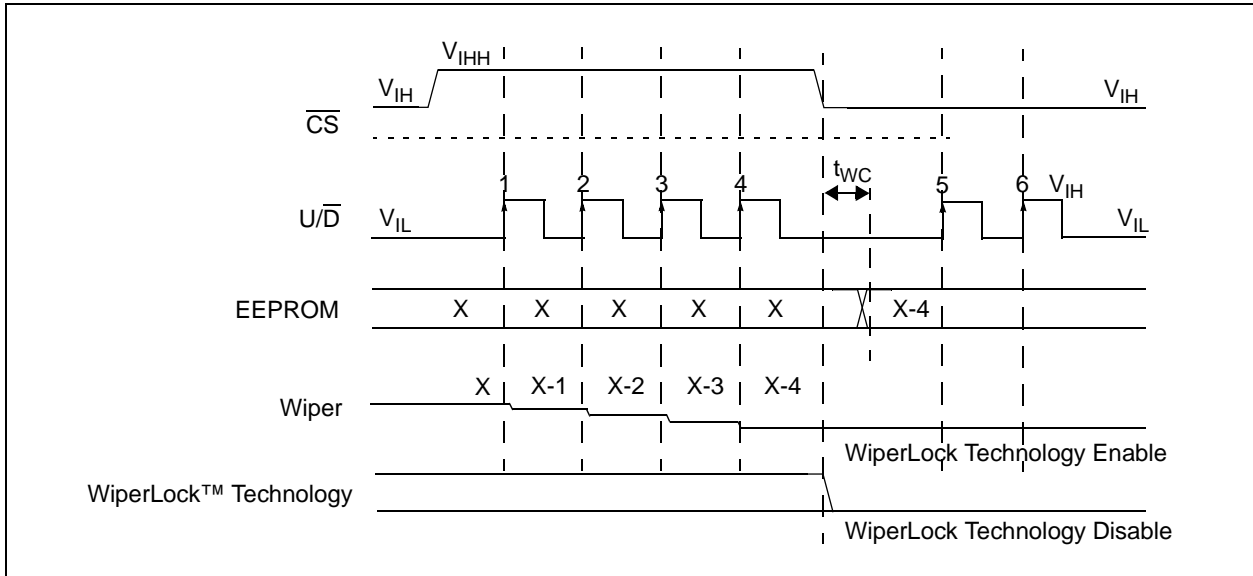 V_IHH
V_IH V_IH
C̅S̅
t_WC
1 2 3 4 5 6 V_IH
U/D̅ V_IL V_IL
EEPROM X X X X X X-4
X X-1 X-2 X-3 X-4
Wiper
WiperLock Technology Enable
WiperLock™ Technology
WiperLock Technology Disable